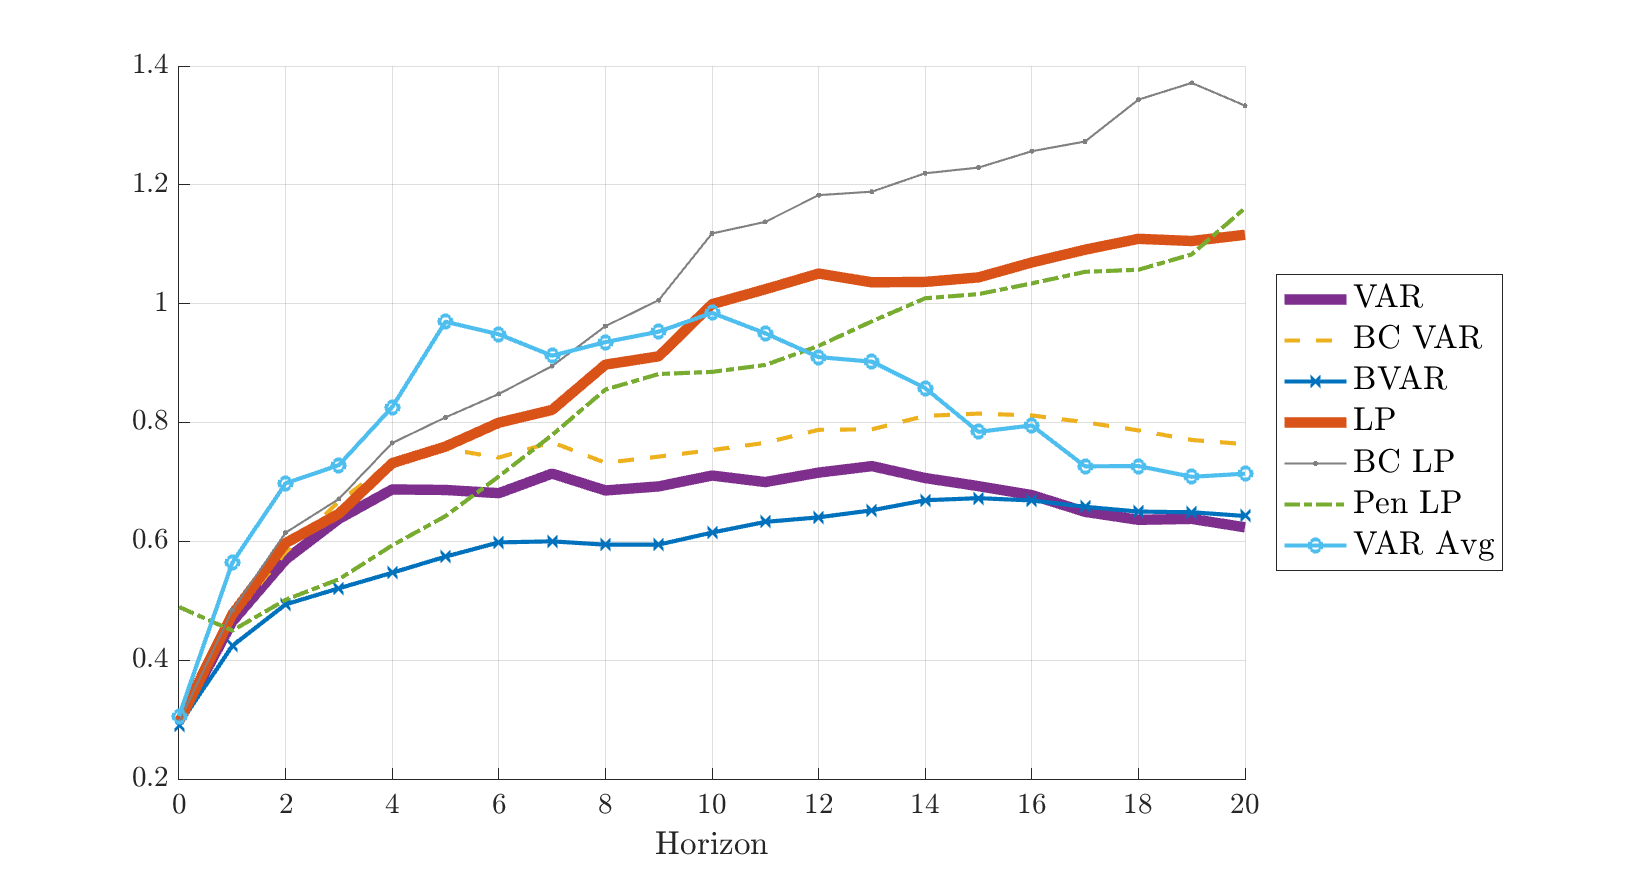 1.4
1.2
1
0.8
0.6
0.4
0.2
0 2 4 6 8 10 12 14 16 18 20
Horizon
VAR
BC VAR
BVAR
LP
BC LP
Pen LP
VAR Avg